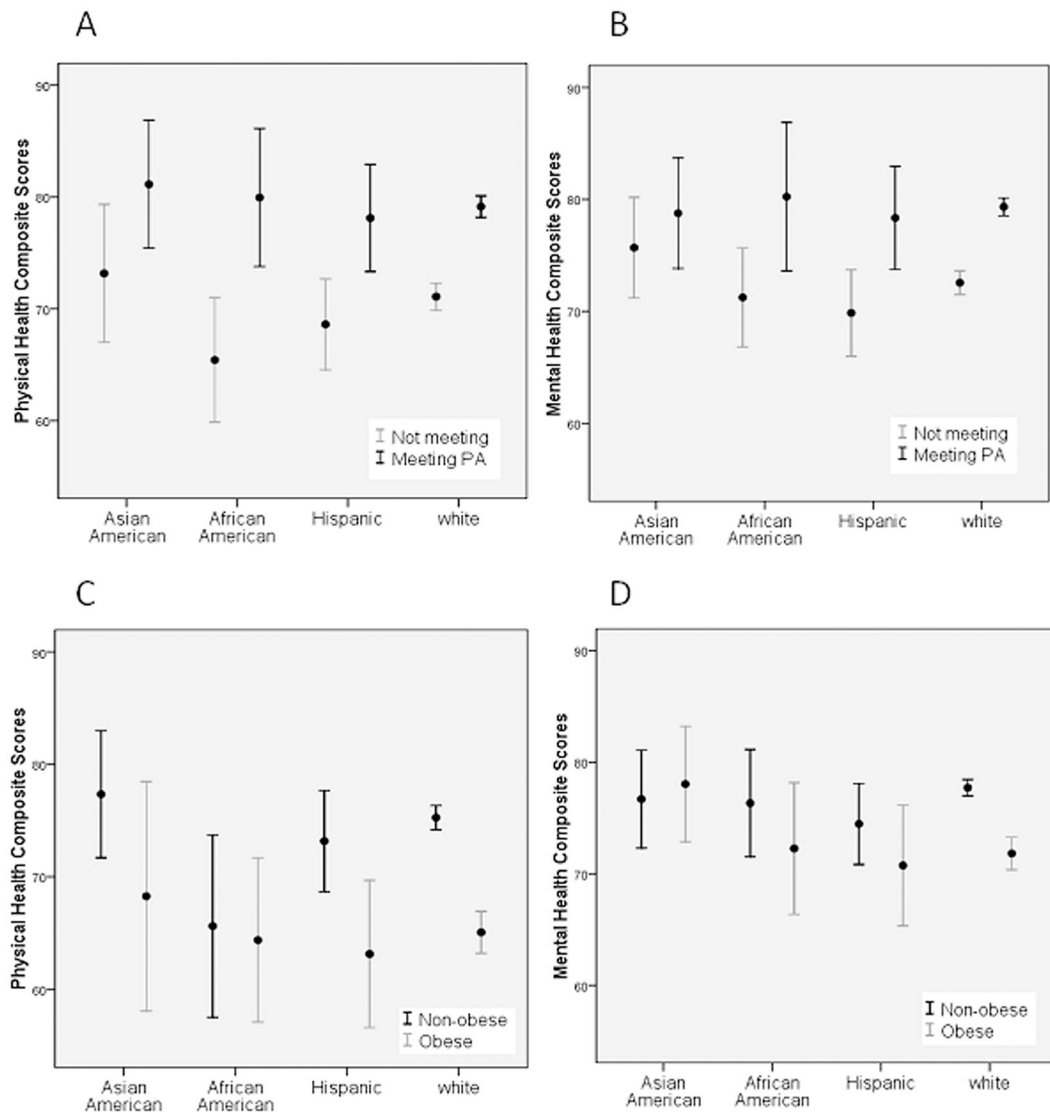 A
Physical Health Composite Scores
90
80
70
60
Not meeting
Meeting PA
Asian American
African American
Hispanic
white
B
Mental Health Composite Scores
90
80
70
60
Not meeting
Meeting PA
Asian American
African American
Hispanic
white
C
Physical Health Composite Scores
90
80
70
60
Non-obese
Obese
Asian American
African American
Hispanic
white
D
Mental Health Composite Scores
90
80
70
60
Non-obese
Obese
Asian American
African American
Hispanic
white